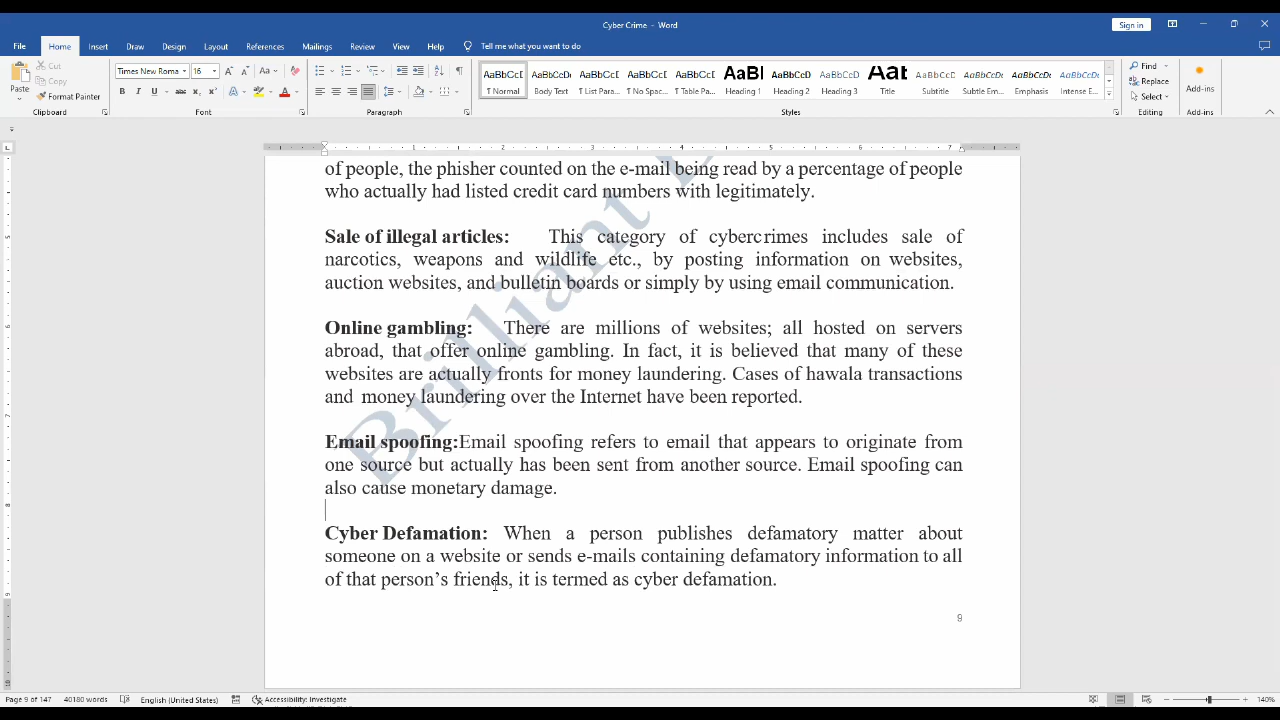 Cyber Crime - Word
Sign in
File Home Insert Draw Design Layout References Mailings Review View Help Tell me what you want to do
Paste
Cut
Copy
Format Painter
Clipboard
Times New Roma 16
Font
Paragraph
AaBbCcD AaBbCcDc AaBbCcD AaBbCcD AaBbCcD AaBl AaBbCcDc AaBbCcD AaB AaBbCcD AaBbCcDc AaBbCcDc AaBbCcDc
¶ Normal Body Text ¶ List Para... ¶ No Spac... ¶ Table Pa... Heading 1 Heading 2 Heading 3 Title Subtitle Subtle Em... Emphasis Intense E...
Styles
Find
Replace
Select
Editing
Add-ins
Add-ins
of people, the phisher counted on the e-mail being read by a percentage of people
who actually had listed credit card numbers with legitimately.
Sale of illegal articles: This category of cybercrimes includes sale of
narcotics, weapons and wildlife etc., by posting information on websites,
auction websites, and bulletin boards or simply by using email communication.
Online gambling: There are millions of websites; all hosted on servers
abroad, that offer online gambling. In fact, it is believed that many of these
websites are actually fronts for money laundering. Cases of hawala transactions
and money laundering over the Internet have been reported.
Email spoofing:Email spoofing refers to email that appears to originate from
one source but actually has been sent from another source. Email spoofing can
also cause monetary damage.
Cyber Defamation: When a person publishes defamatory matter about
someone on a website or sends e-mails containing defamatory information to all
of that person’s friends, it is termed as cyber defamation.
9
Brilliant
Page 9 of 147 40180 words English (United States) Accessibility: Investigate 140%